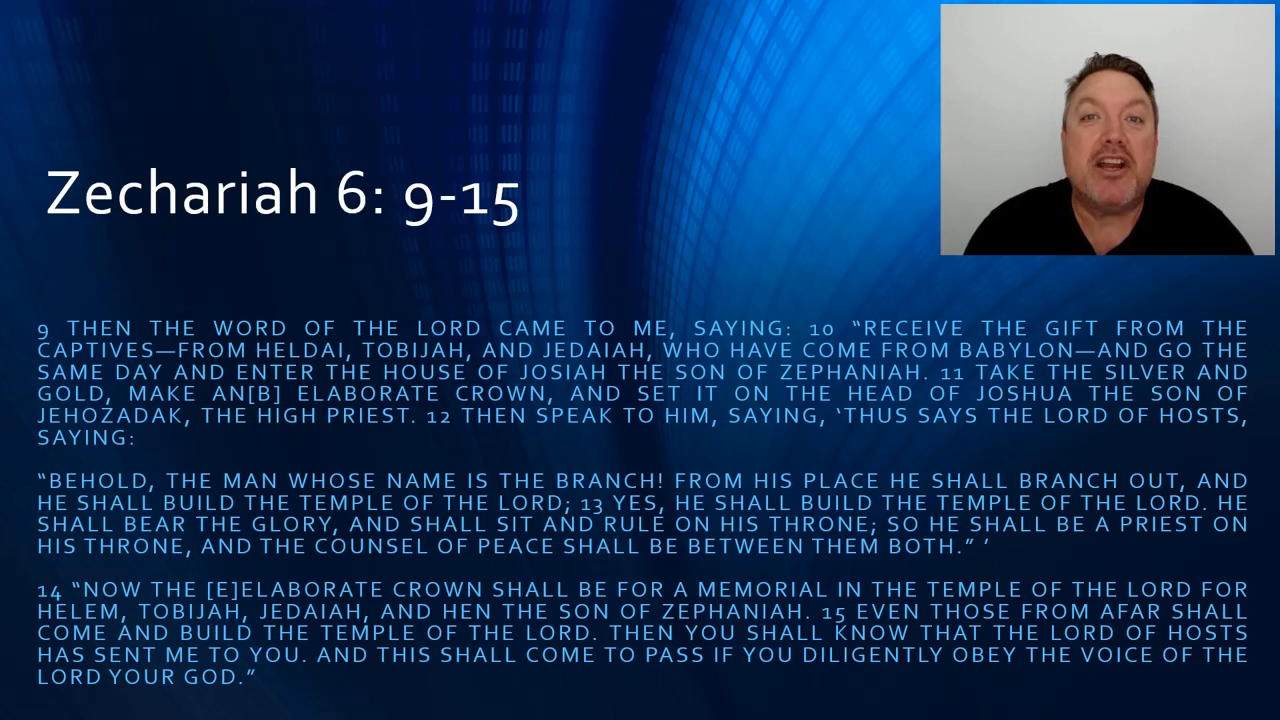 Zechariah 6: 9-15
9 THEN THE WORD OF THE LORD CAME TO ME, SAYING: 10 “RECEIVE THE GIFT FROM THE
CAPTIVES—FROM HELDAI, TOBIJAH, AND JEDAIAH, WHO HAVE COME FROM BABYLON—AND GO THE
SAME DAY AND ENTER THE HOUSE OF JOSIAH THE SON OF ZEPHANIAH. 11 TAKE THE SILVER AND
GOLD, MAKE AN[B] ELABORATE CROWN, AND SET IT ON THE HEAD OF JOSHUA THE SON OF
JEHOZADAK, THE HIGH PRIEST. 12 THEN SPEAK TO HIM, SAYING, ‘THUS SAYS THE LORD OF HOSTS,
SAYING:
“BEHOLD, THE MAN WHOSE NAME IS THE BRANCH! FROM HIS PLACE HE SHALL BRANCH OUT, AND
HE SHALL BUILD THE TEMPLE OF THE LORD; 13 YES, HE SHALL BUILD THE TEMPLE OF THE LORD. HE
SHALL BEAR THE GLORY, AND SHALL SIT AND RULE ON HIS THRONE; SO HE SHALL BE A PRIEST ON
HIS THRONE, AND THE COUNSEL OF PEACE SHALL BE BETWEEN THEM BOTH.” ’
14 “NOW THE [E]ELABORATE CROWN SHALL BE FOR A MEMORIAL IN THE TEMPLE OF THE LORD FOR
HELEM, TOBIJAH, JEDAIAH, AND HEN THE SON OF ZEPHANIAH. 15 EVEN THOSE FROM AFAR SHALL
COME AND BUILD THE TEMPLE OF THE LORD. THEN YOU SHALL KNOW THAT THE LORD OF HOSTS
HAS SENT ME TO YOU. AND THIS SHALL COME TO PASS IF YOU DILIGENTLY OBEY THE VOICE OF THE
LORD YOUR GOD.”